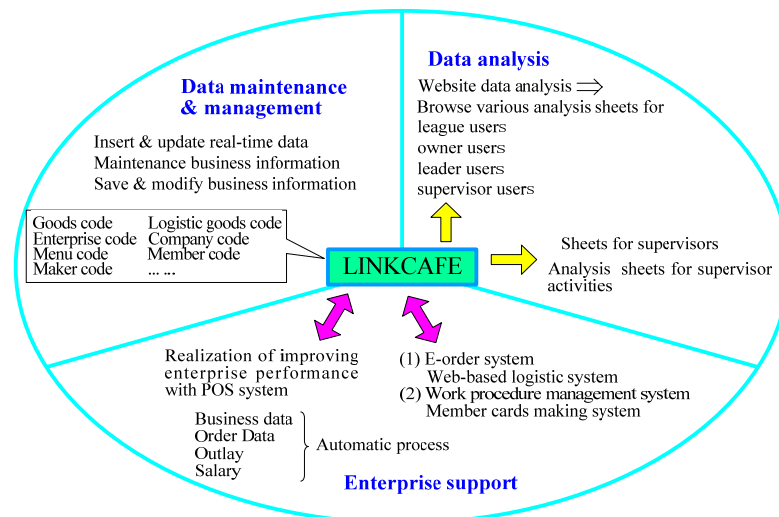 Data maintenance
& management
Insert & update real-time data
Maintenance business information
Save & modify business information
Goods code Logistic goods code
Enterprise code Company code
Menu code Member code
Maker code ... ...
Data analysis
Website data analysis ⇒
Browse various analysis sheets for
league users
owner users
leader users
supervisor users
LINKCAFE
Sheets for supervisors
Analysis sheets for supervisor
activities
Realization of improving
enterprise performance
with POS system
Business data
Order Data
Outlay
Salary
Automatic process
(1) E-order system
Web-based logistic system
(2) Work procedure management system
Member cards making system
Enterprise support